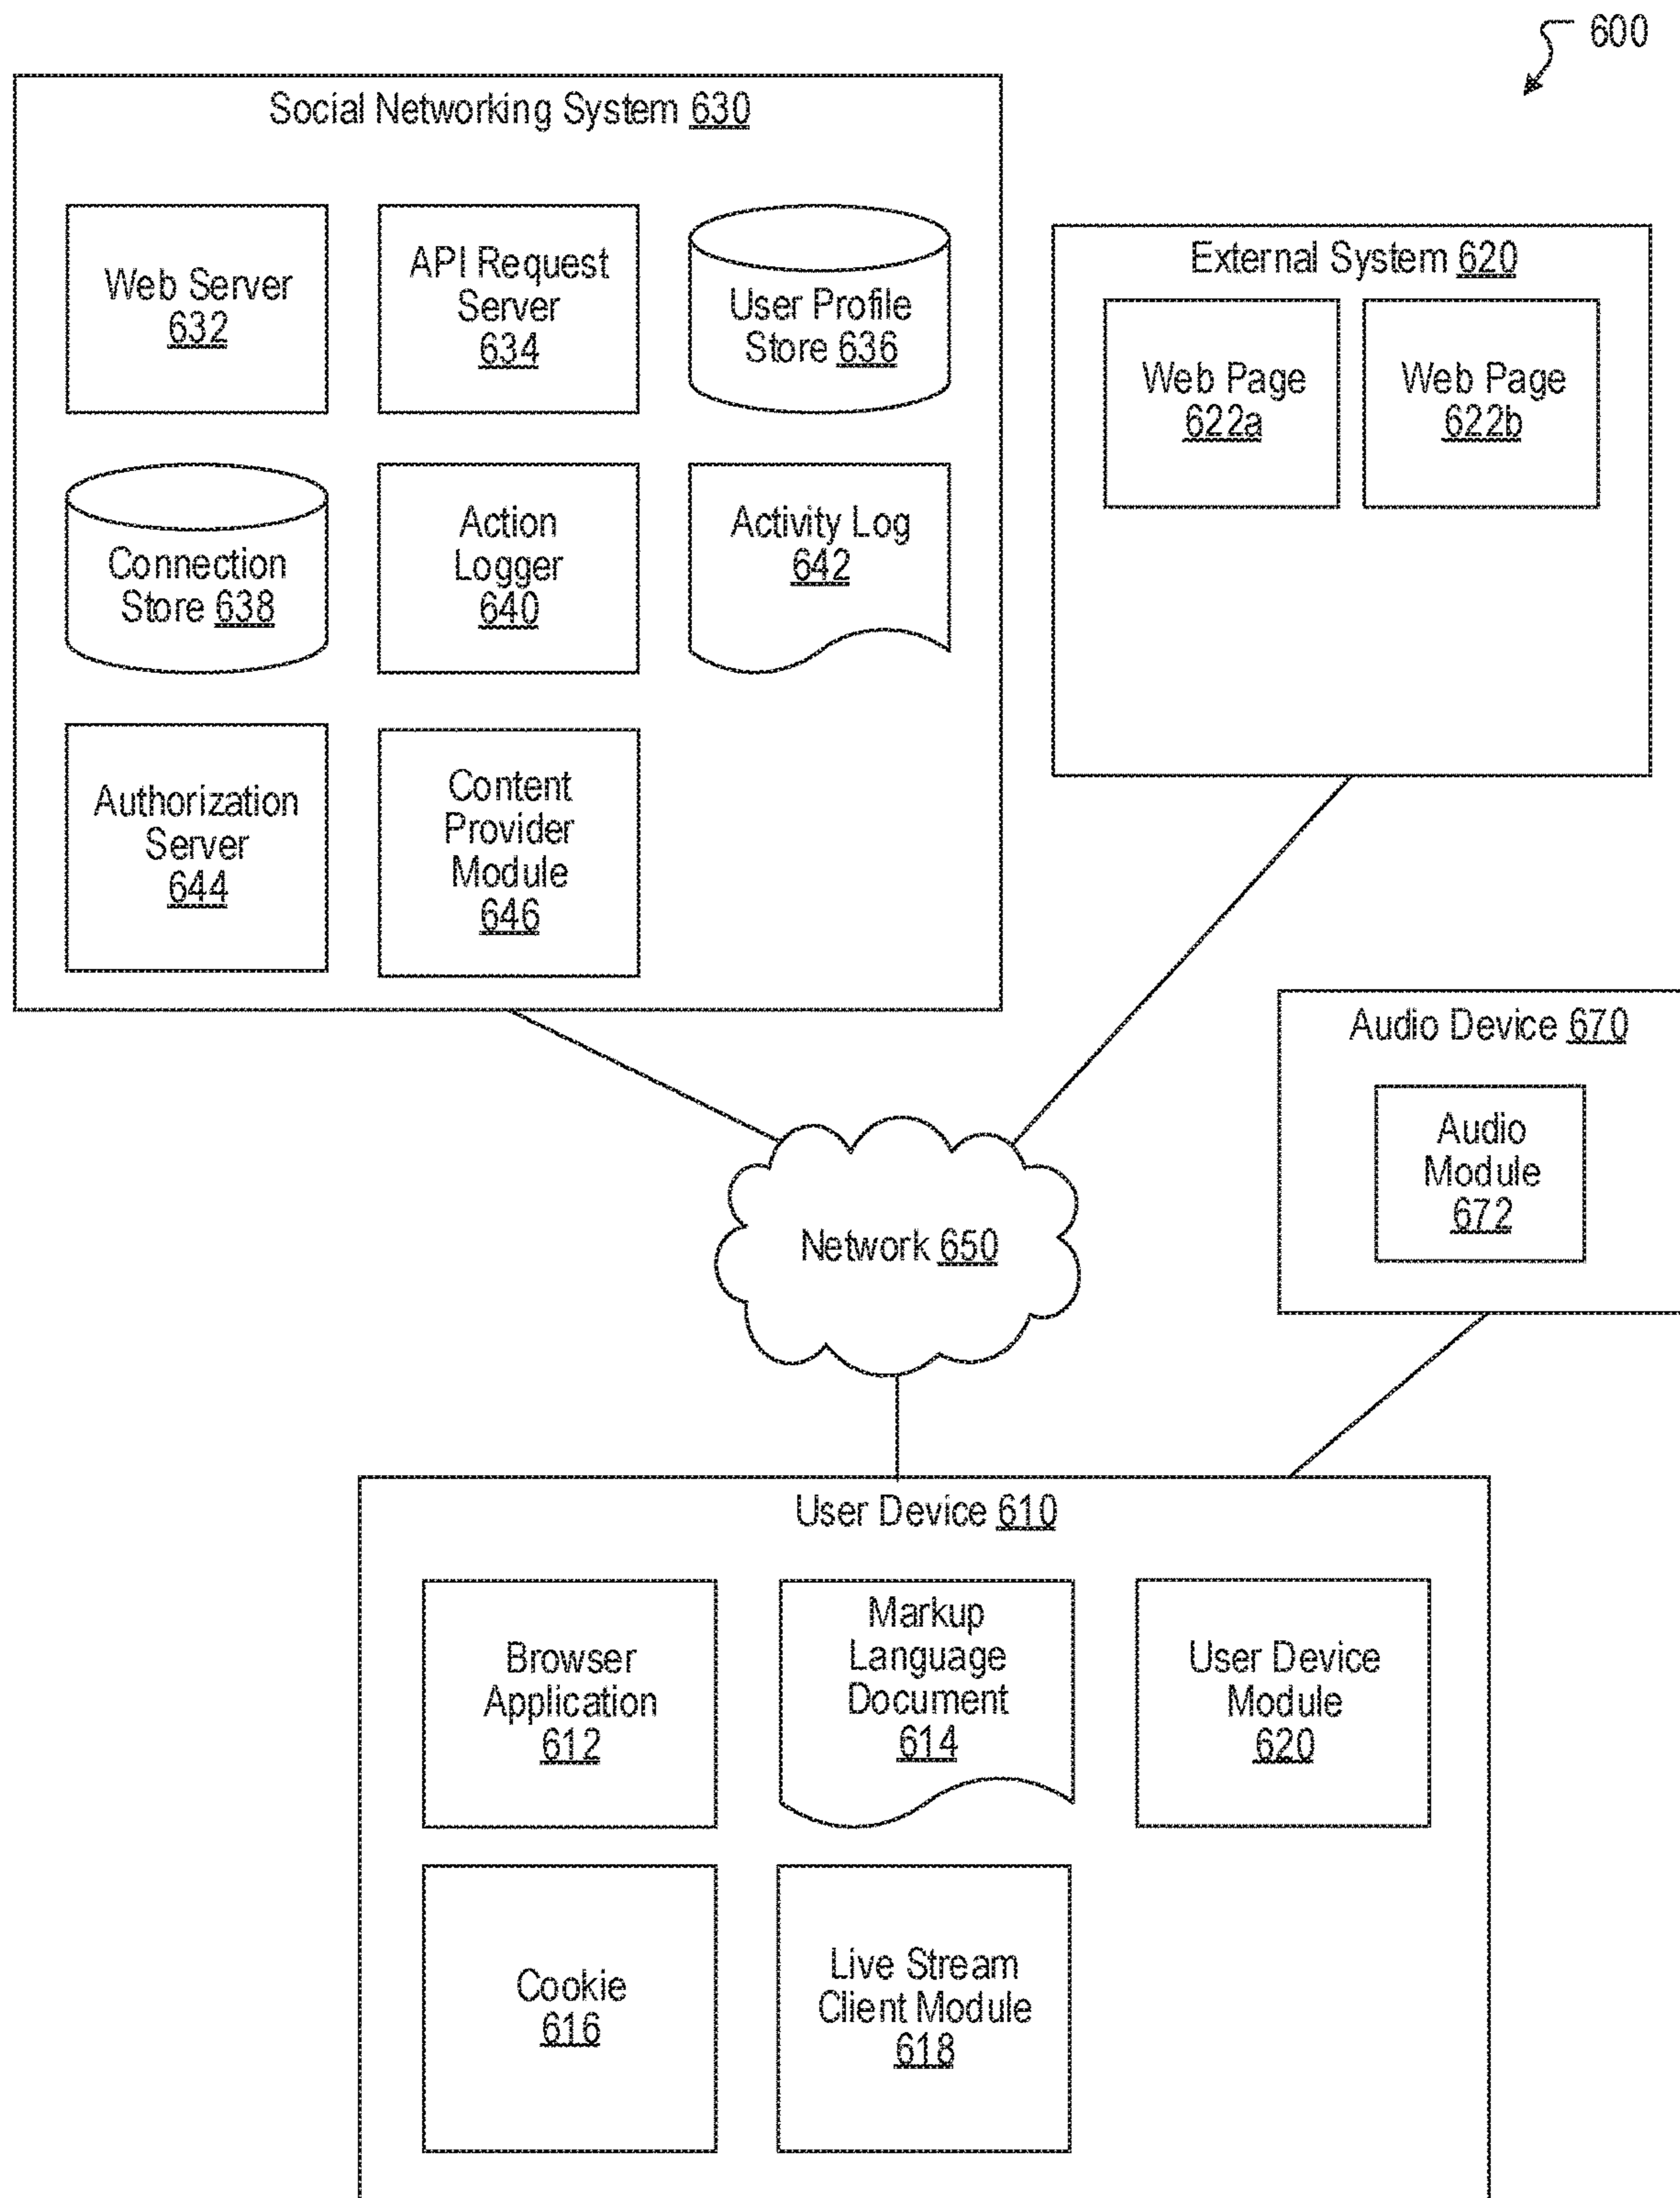 600
Social Networking System 630
Web Server
632
API Request
Server
634
User Profile
Store 636
Connection
Store 638
Action
Logger
640
Activity Log
642
Authorization
Server
644
Content
Provider
Module
646
External System 620
Web Page
622a
Web Page
622b
Audio Device 670
Audio
Module
672
Network 650
User Device 610
Browser
Application
612
Markup
Language
Document
614
User Device
Module
620
Cookie
616
Live Stream
Client Module
618